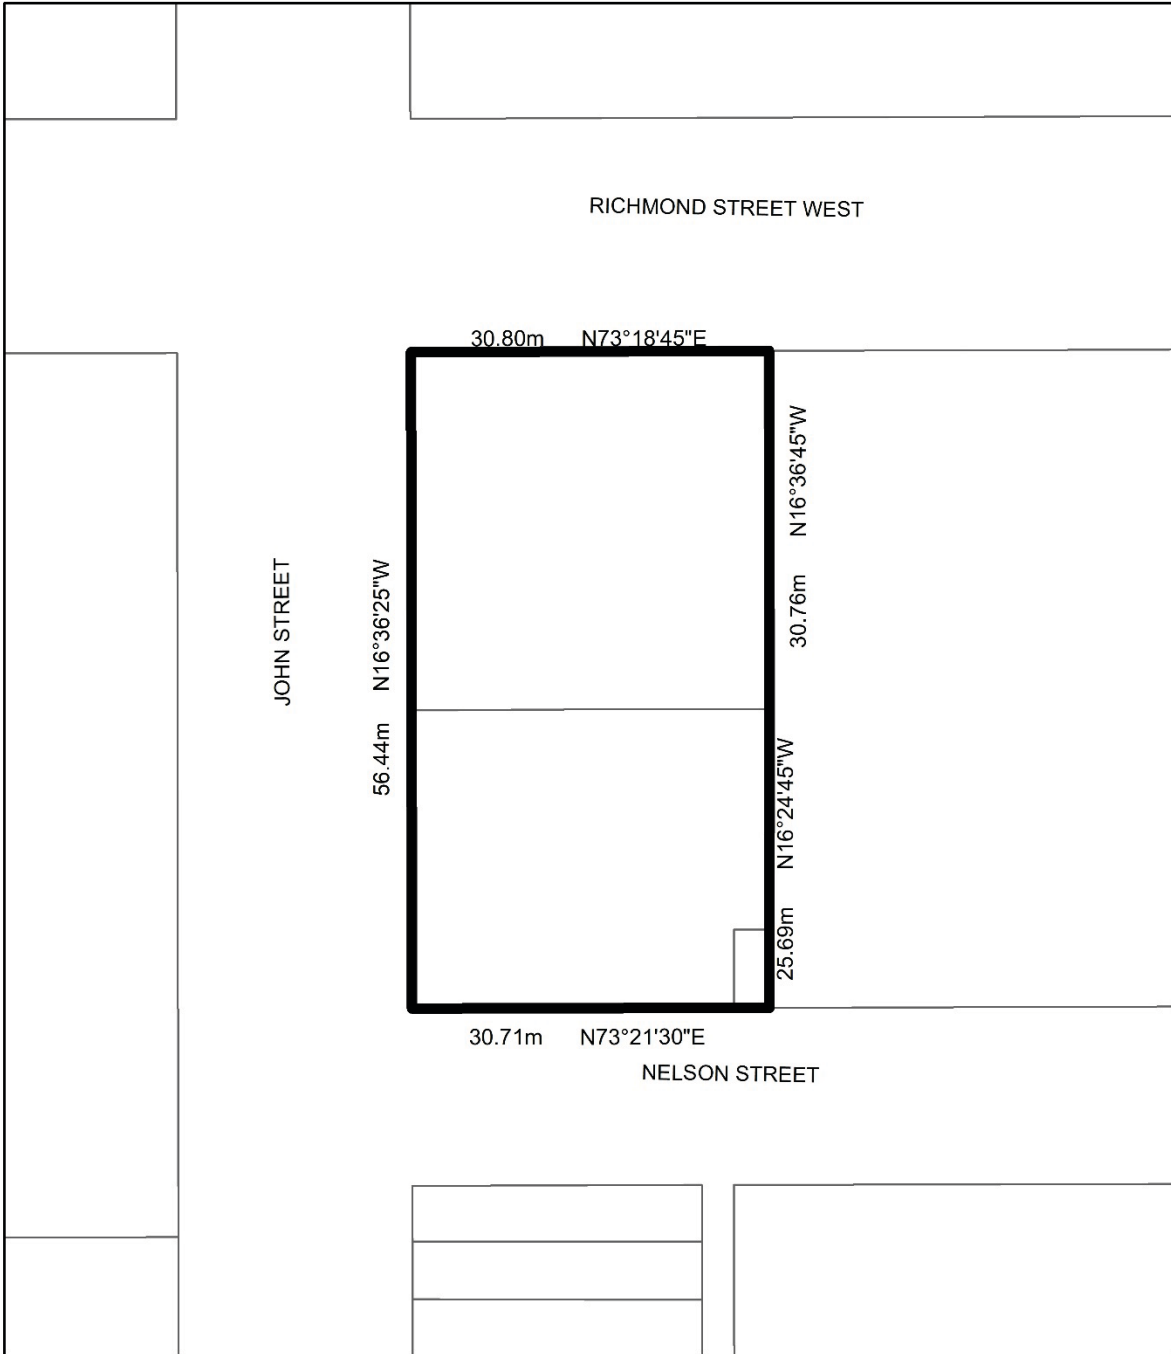 RICHMOND STREET WEST
30.80m N73°18'45"E
N16°36'45"W
30.76m
JOHN STREET
N16°36'25"W
56.44m
N16°24'45"W
25.69m
30.71m N73°21'30"E
NELSON STREET